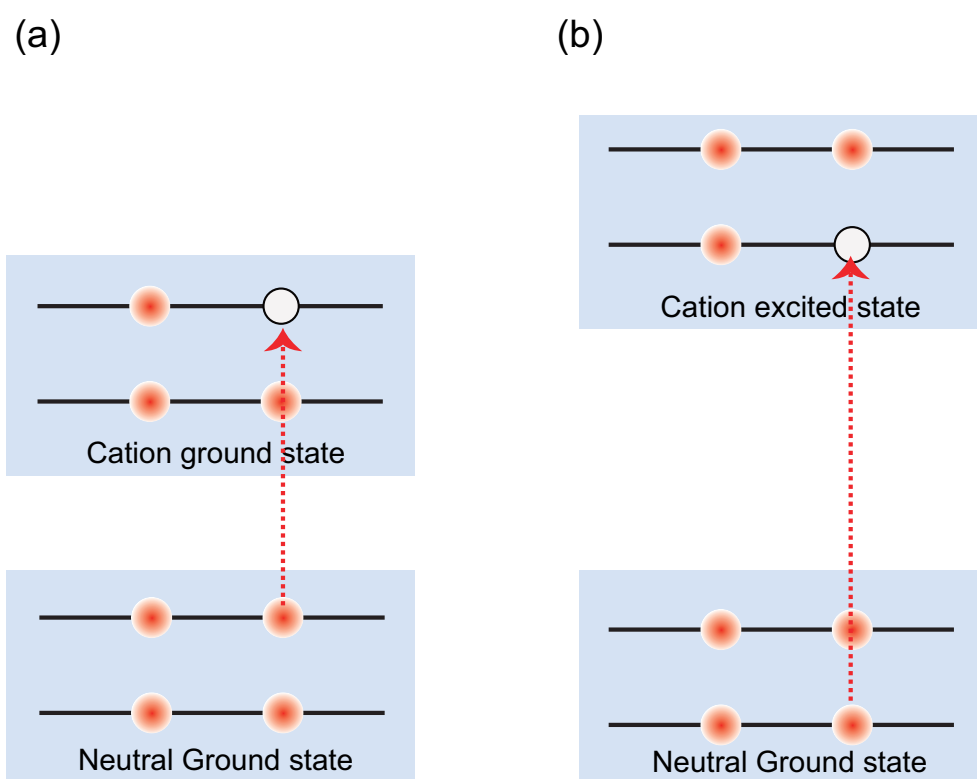 (a)
(b)
Cation excited state
Cation ground state
Neutral Ground state
Neutral Ground state